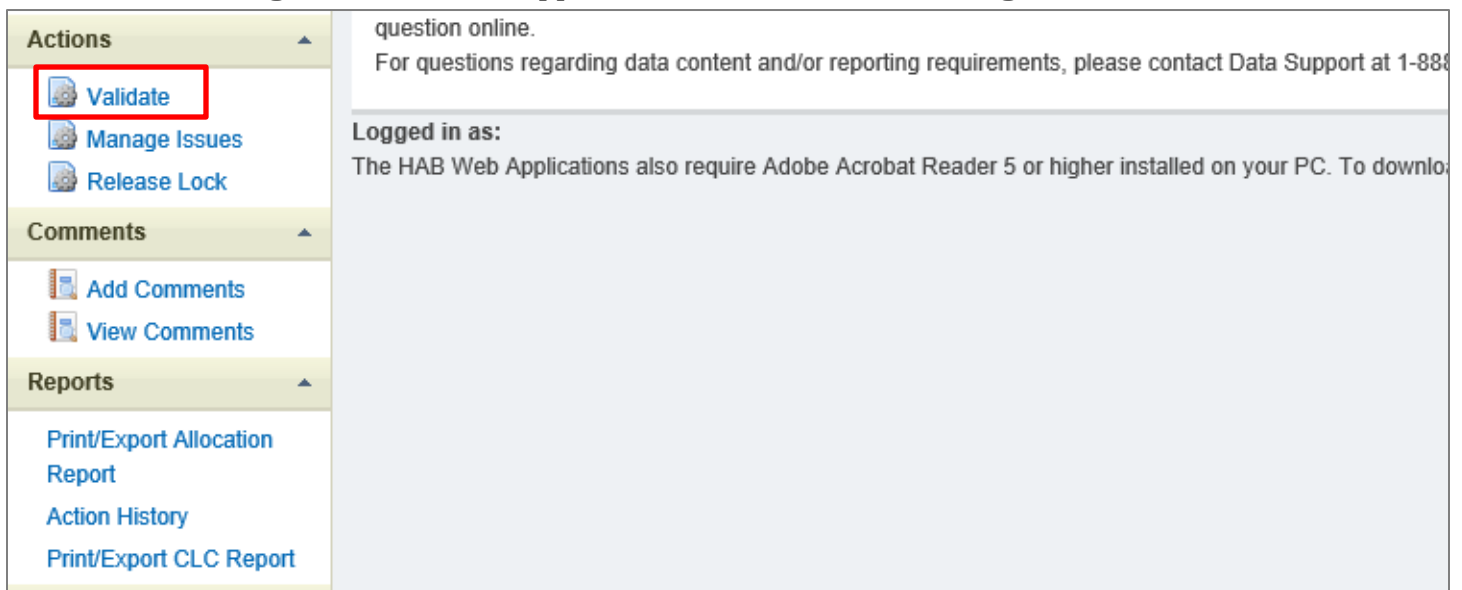 Actions
Validate
Manage Issues
Release Lock
Comments
Add Comments
View Comments
Reports
Print/Export Allocation
Report
Action History
Print/Export CLC Report
question online.
For questions regarding data content and/or reporting requirements, please contact Data Support at 1-888
Logged in as:
The HAB Web Applications also require Adobe Acrobat Reader 5 or higher installed on your PC. To downloa